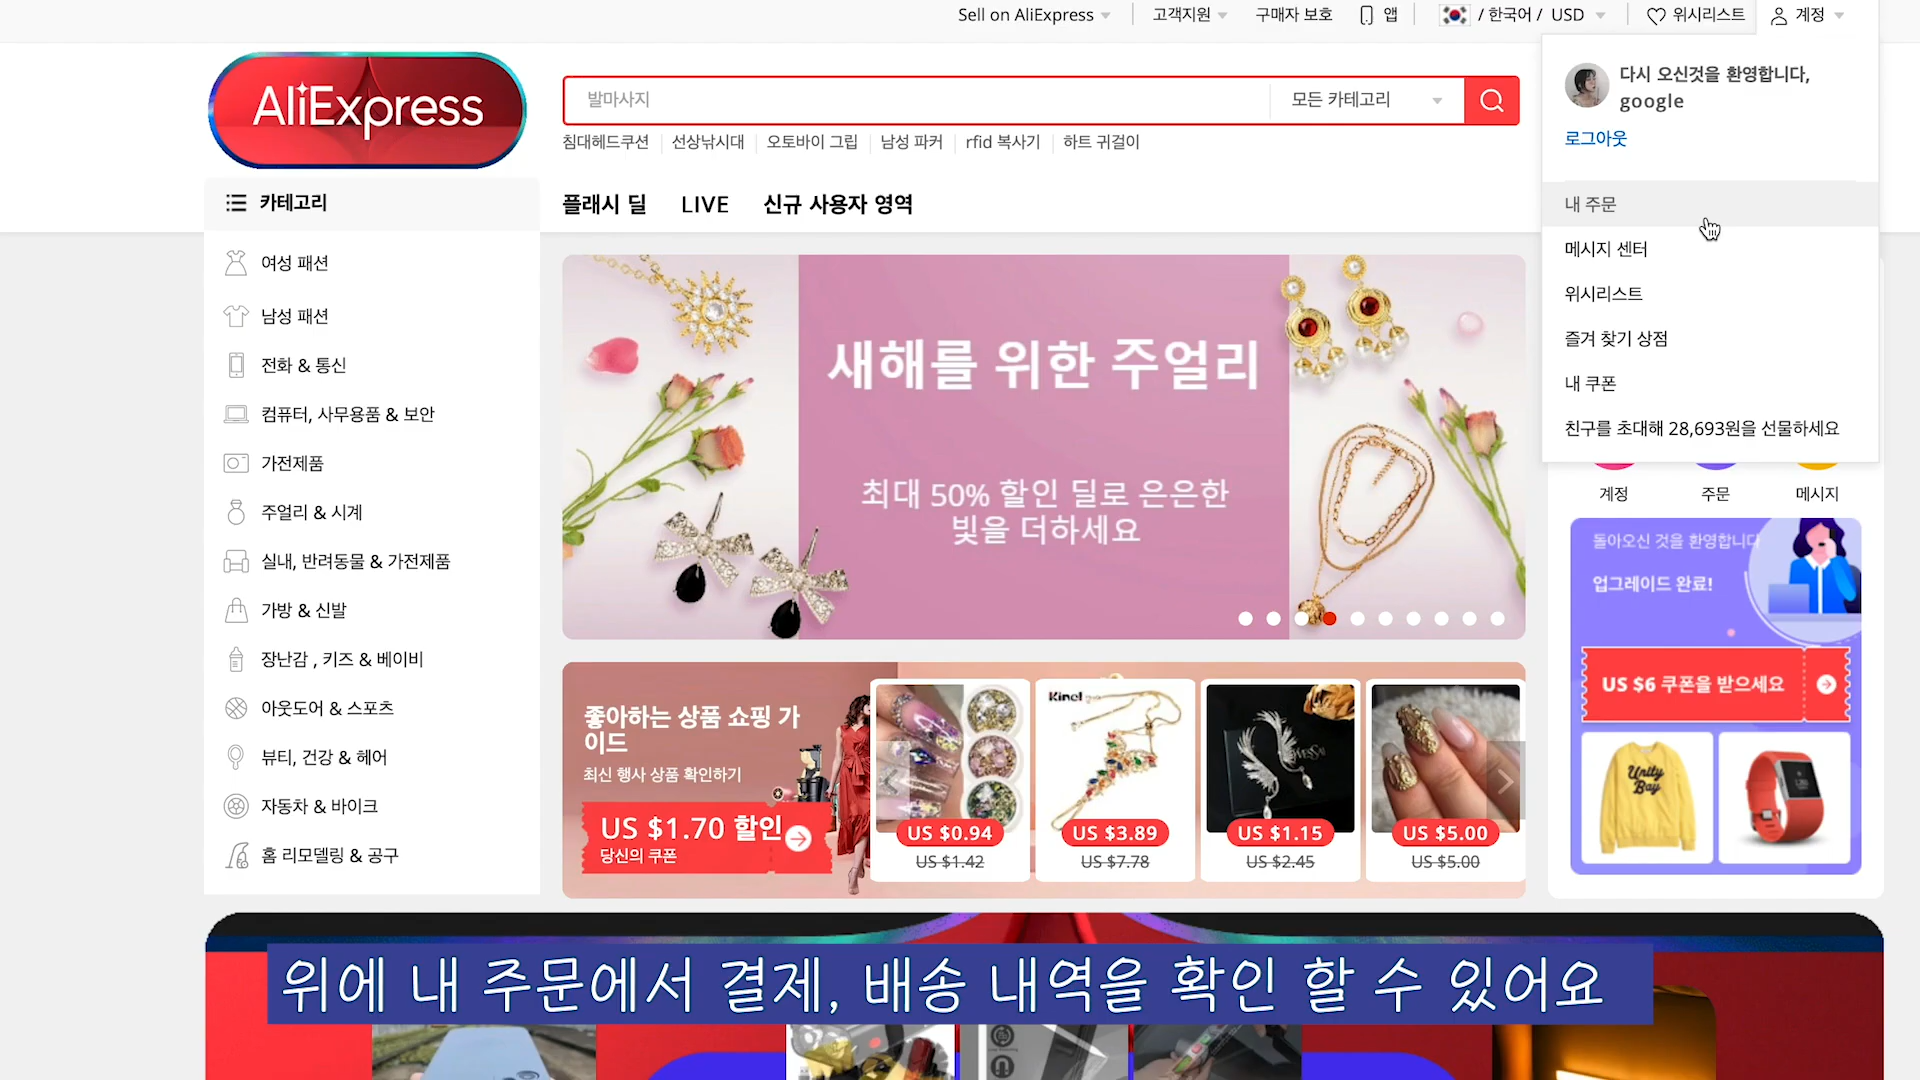 Sell on AliExpress
고객지원
구매자 보호
앱
/ 한국어 / USD
위시리스트
계정
AliExpress
발마사지
모든 카테고리
침대헤드쿠션
선상낚시대
오토바이 그립
남성 파커
rfid 복사기
하트 귀걸이
다시 오신것을 환영합니다,
google
로그아웃
내 주문
메시지 센터
위시리스트
즐겨 찾기 상점
내 쿠폰
친구를 초대해 28,693원을 선물하세요
카테고리
플래시 딜
LIVE
신규 사용자 영역
여성 패션
남성 패션
전화 & 통신
컴퓨터, 사무용품 & 보안
가전제품
주얼리 & 시계
실내, 반려동물 & 가전제품
가방 & 신발
장난감 , 키즈 & 베이비
아웃도어 & 스포츠
뷰티, 건강 & 헤어
자동차 & 바이크
홈 리모델링 & 공구
새해를 위한 주얼리
최대 50% 할인 딜로 은은한
빛을 더하세요
계정
주문
메시지
돌아오신 것을 환영합니다
업그레이드 완료!
US $6 쿠폰을 받으세요
Unity
Bay
좋아하는 상품 쇼핑 가
이드
최신 행사 상품 확인하기
US $1.70 할인
당신의 쿠폰
US $0.94
US $1.42
Kinel
US $3.89
US $7.78
US $1.15
US $2.45
US $5.00
US $5.00
위에 내 주문에서 결제, 배송 내역을 확인 할 수 있어요